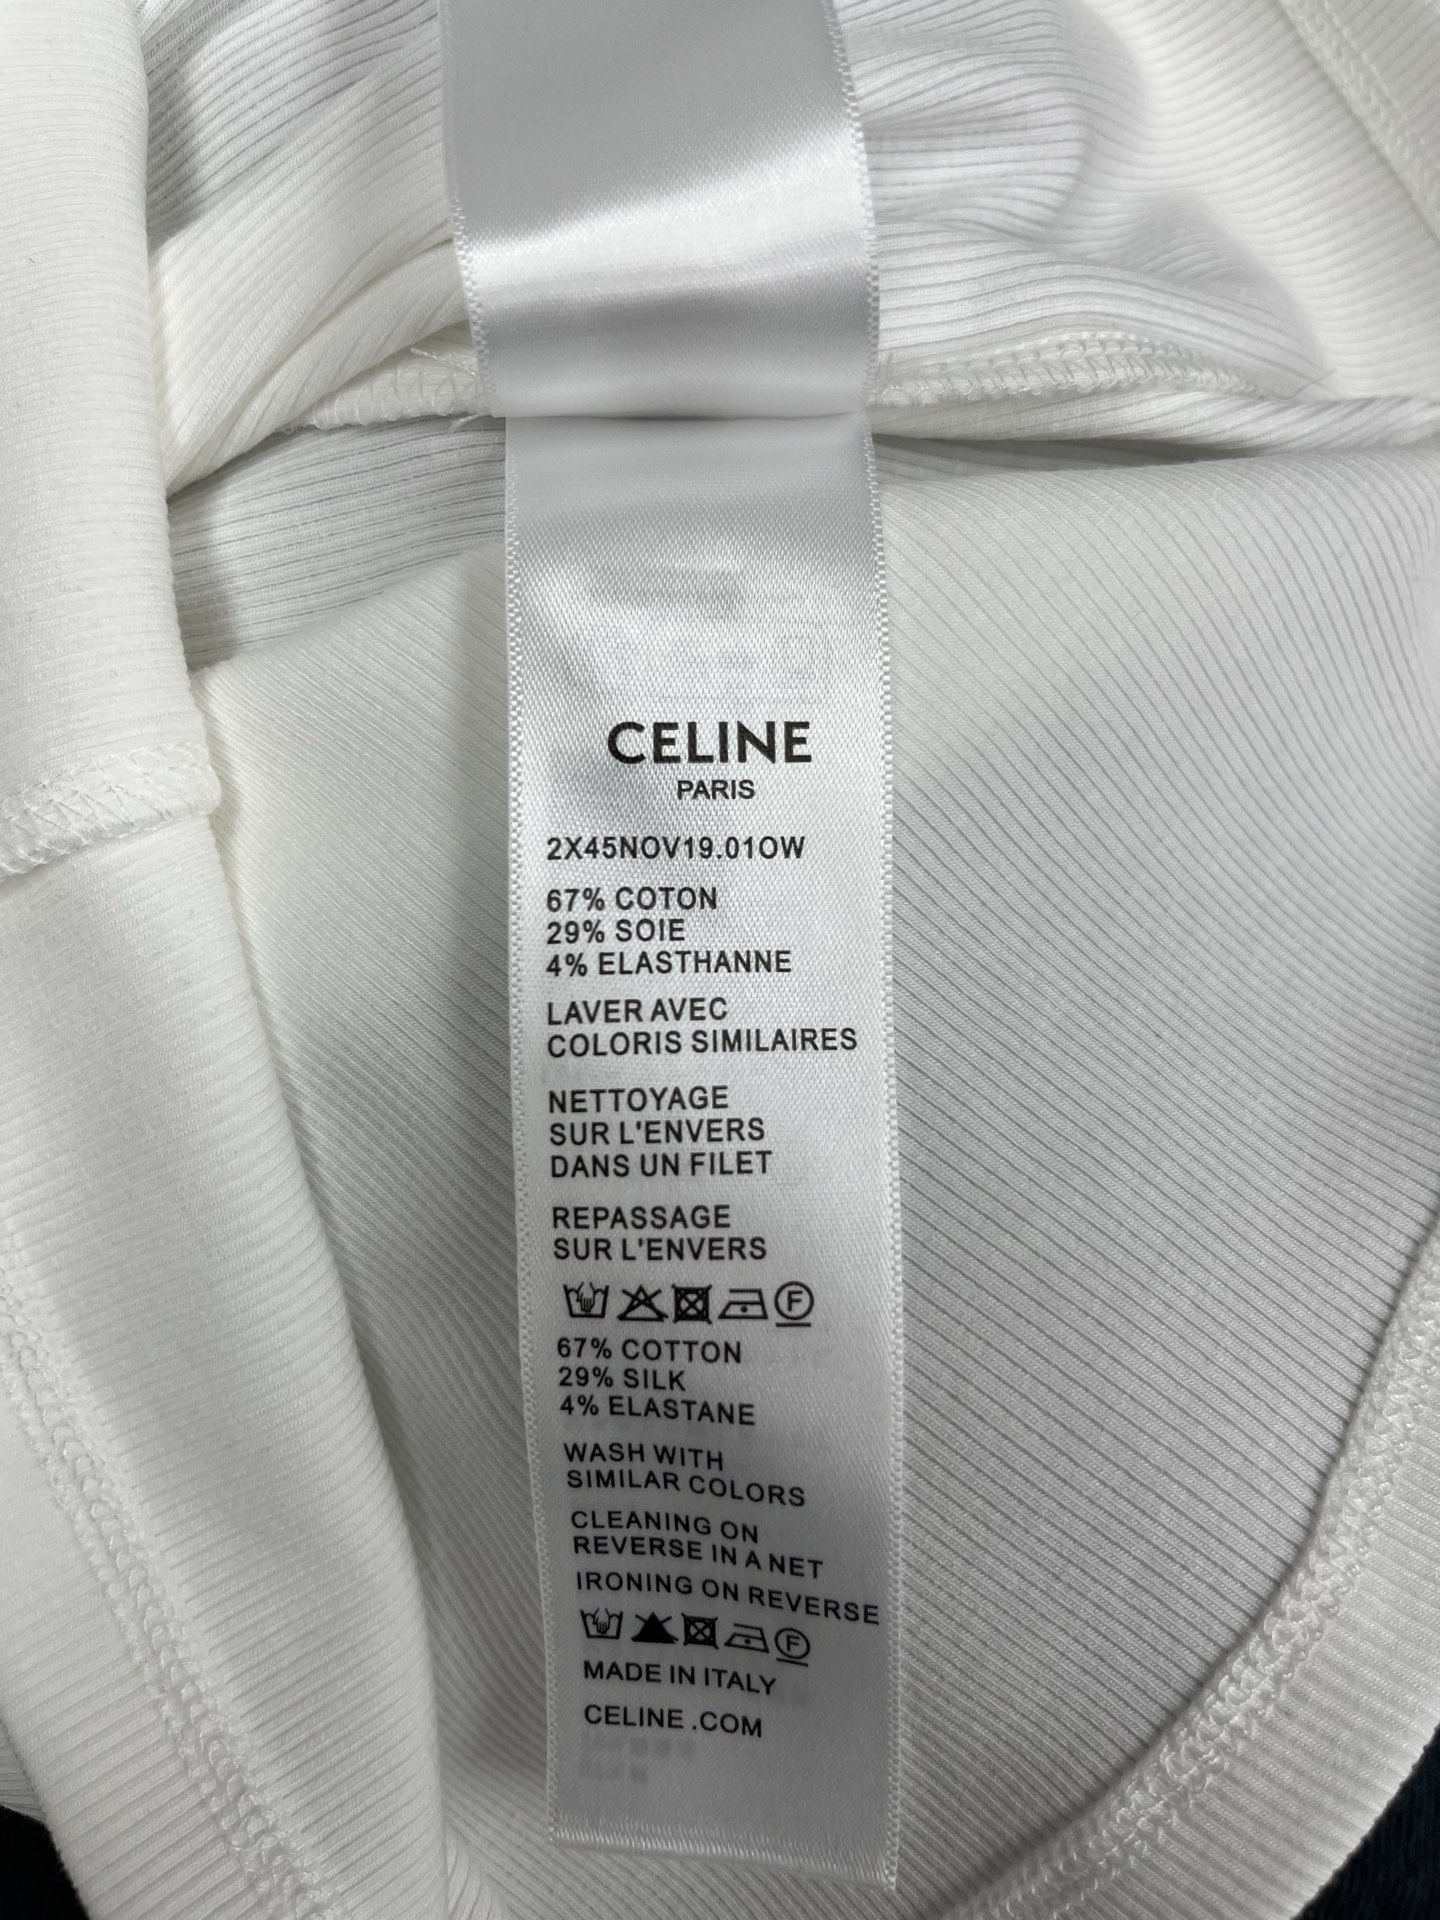 CELINE
PARIS
2X45NOV19.01OW
67% COTON
29% SOIE
4% ELASTHANNE
LAVER AVEC
COLORIS SIMILAIRES
NETTOYAGE
SUR L'ENVERS
DANS UN FILET
REPASSAGE
SUR L'ENVERS
F
67% COTTON
29% SILK
4% ELASTANE
WASH WITH
SIMILAR COLORS
CLEANING ON
REVERSE IN A NET
IRONING ON REVERSE
F
MADE IN ITALY
CELINE .COM